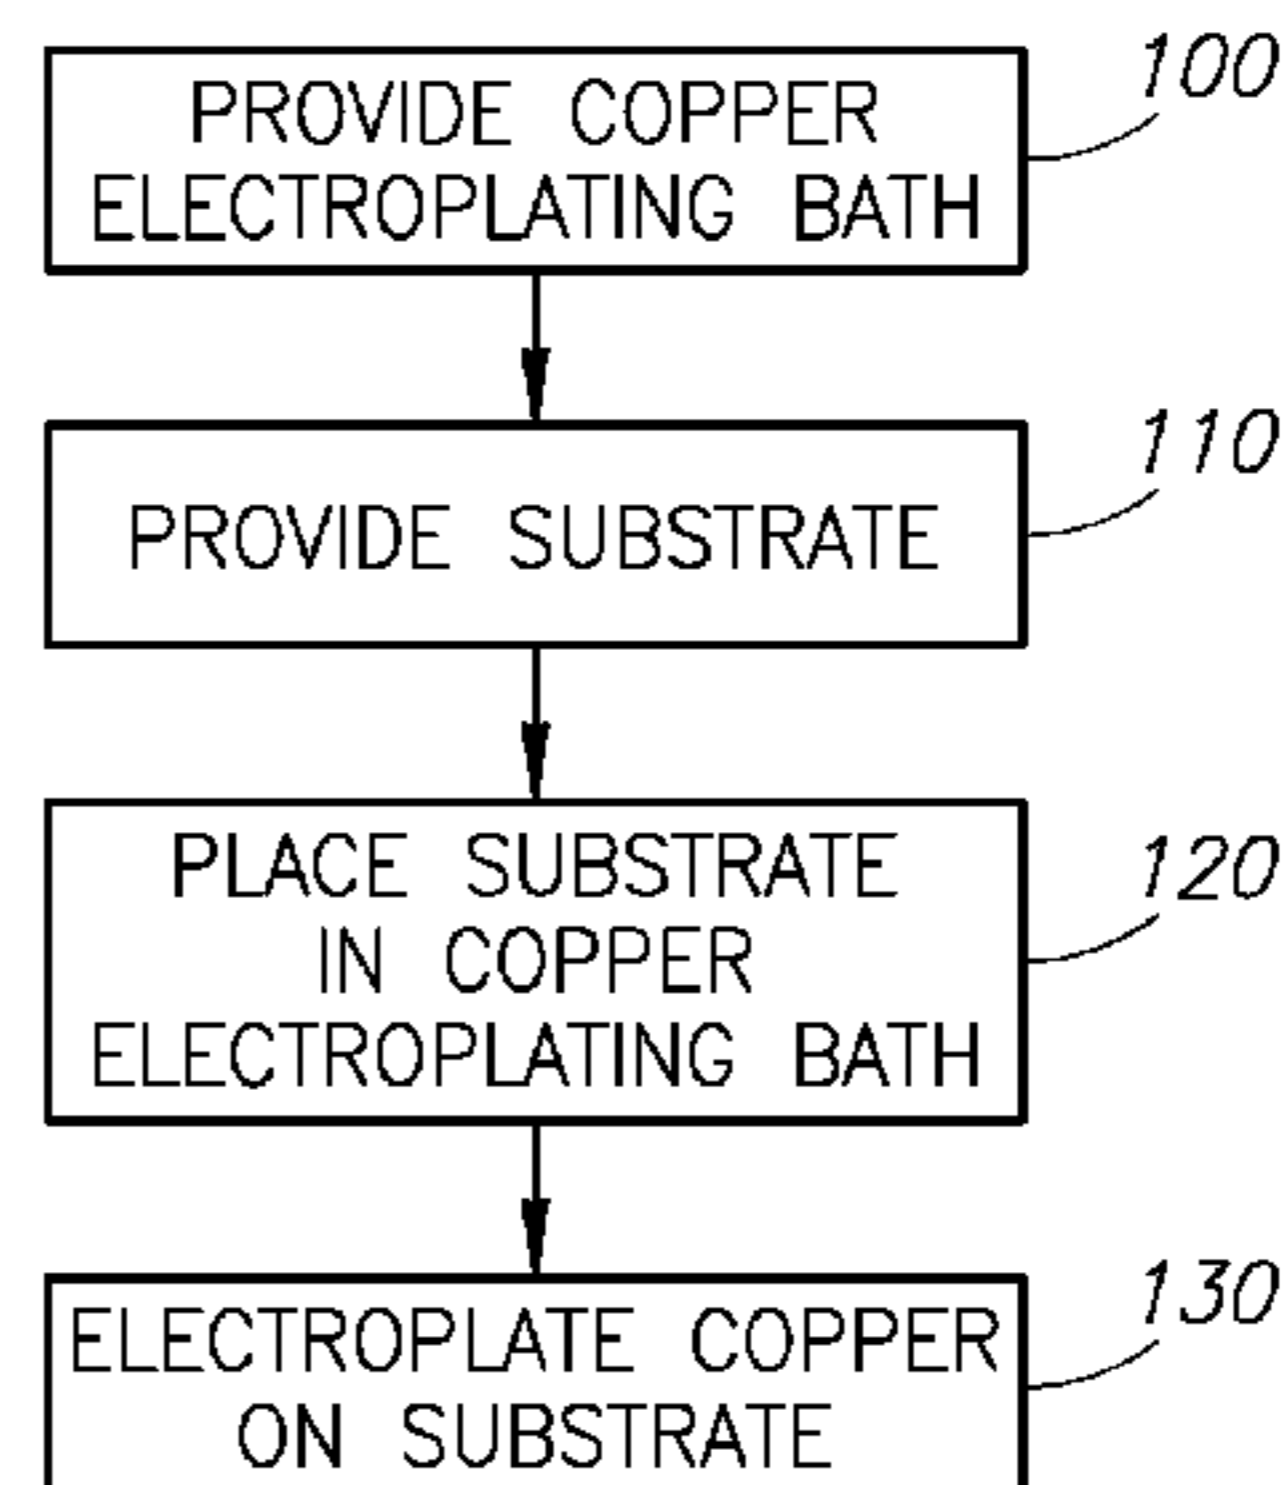 PROVIDE COPPER
ELECTROPLATING BATH
100
PROVIDE SUBSTRATE
110
PLACE SUBSTRATE
IN COPPER
ELECTROPLATING BATH
120
ELECTROPLATE COPPER
ON SUBSTRATE
130